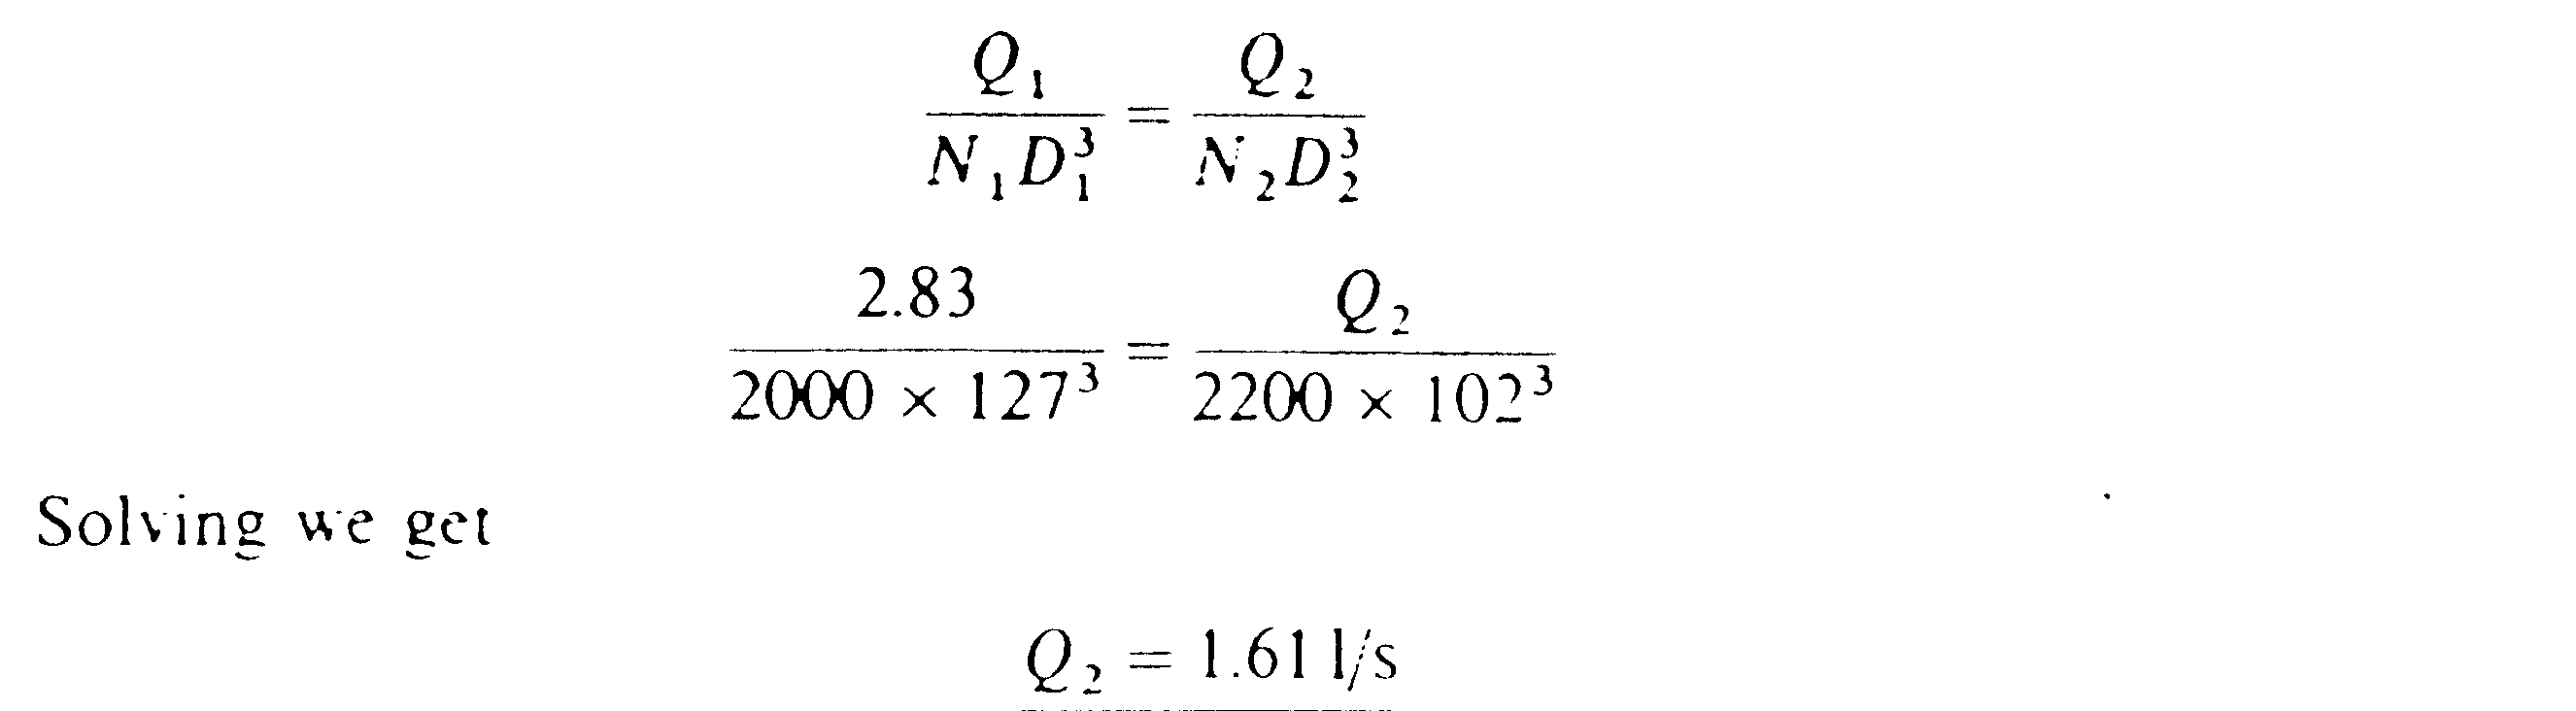 Q₁/(N₁D₁³) = Q₂/(N₂D₂³)
2.83/(2000 × 127³) = Q₂/(2200 × 102³)
Solving we get
Q₂ = 1.61 l/s